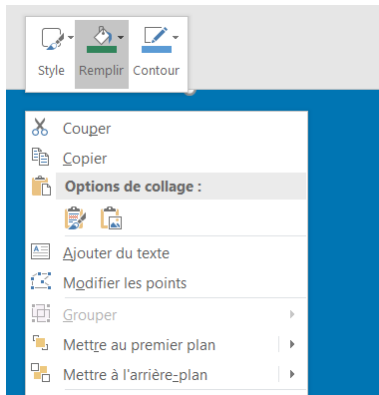 Style Remplir Contour
Couper
Copier
Options de collage :
Ajouter du texte
Modifier les points
Grouper
Mettre au premier plan
Mettre à l'arrière-plan